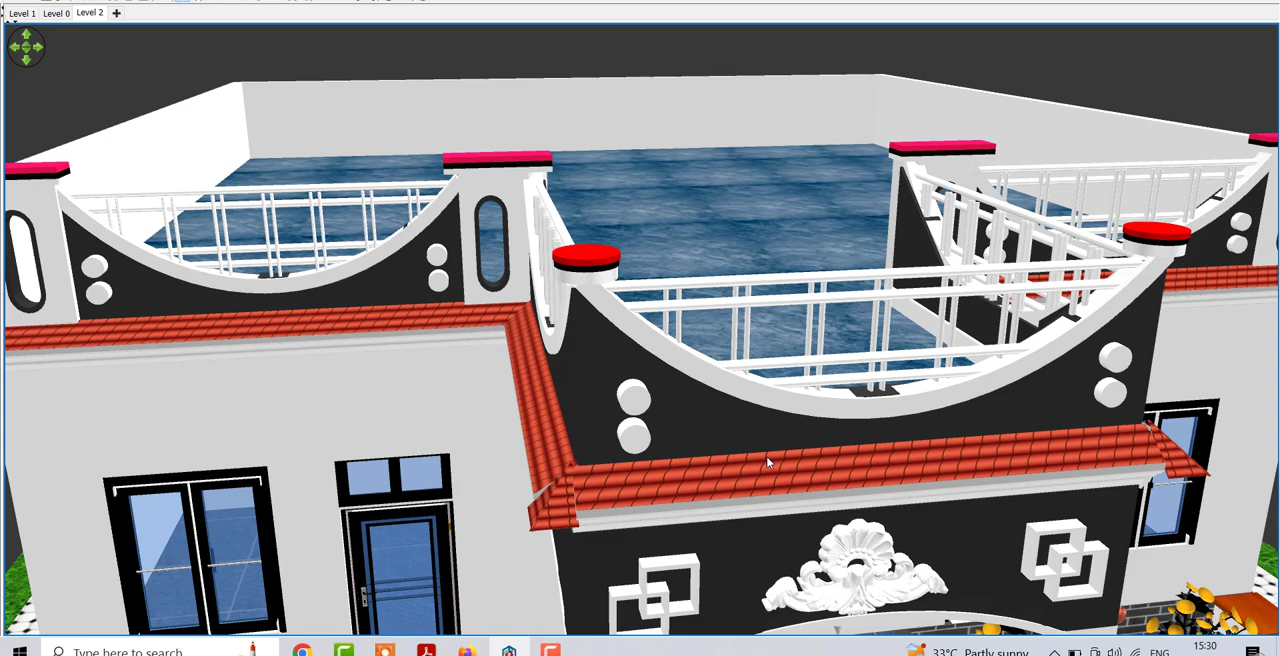 Level 1 Level 0 Level 2
Type here to search
33°C Partly sunny
ENG
15:30